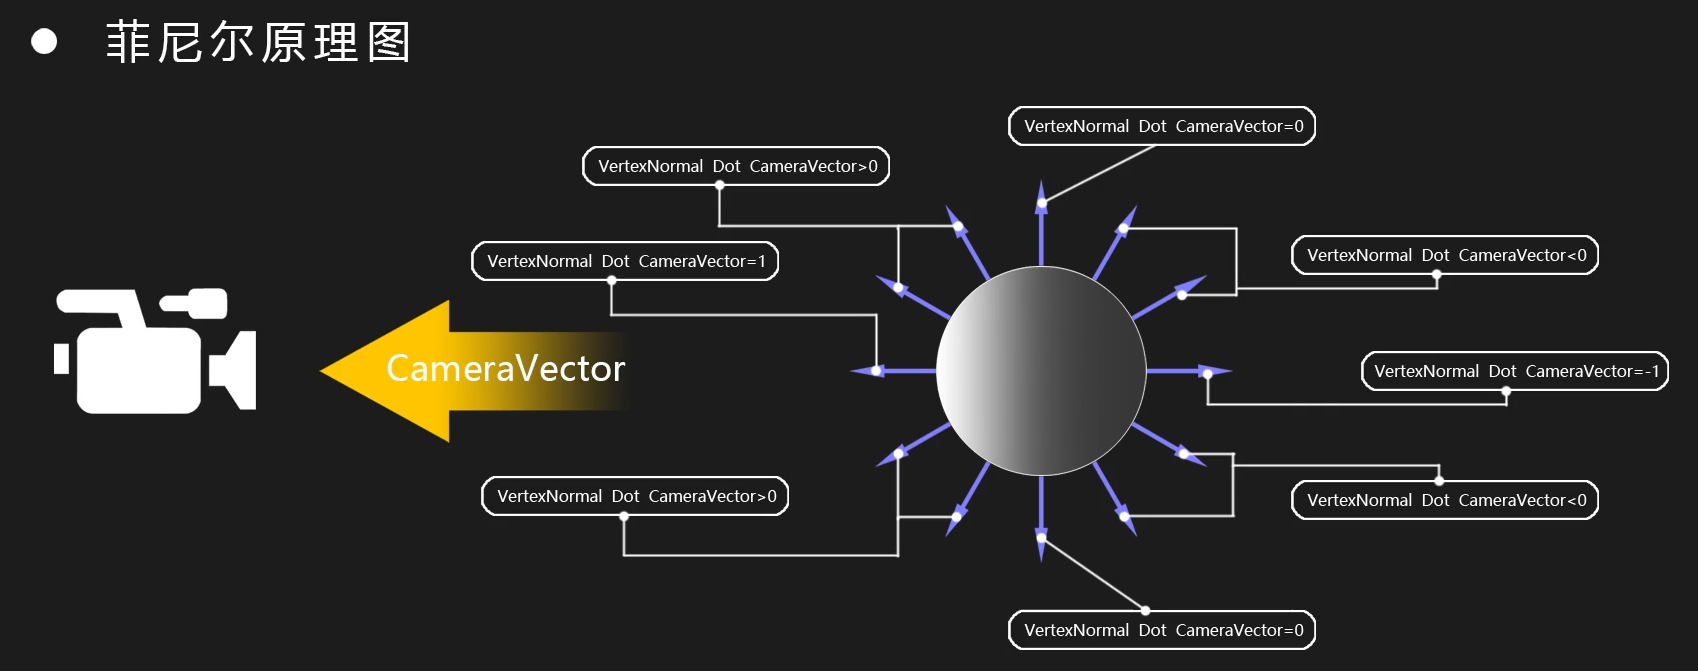 菲尼尔原理图
VertexNormal Dot CameraVector=0
VertexNormal Dot CameraVector>0
VertexNormal Dot CameraVector<0
VertexNormal Dot CameraVector=1
CameraVector
VertexNormal Dot CameraVector=-1
VertexNormal Dot CameraVector>0
VertexNormal Dot CameraVector<0
VertexNormal Dot CameraVector=0